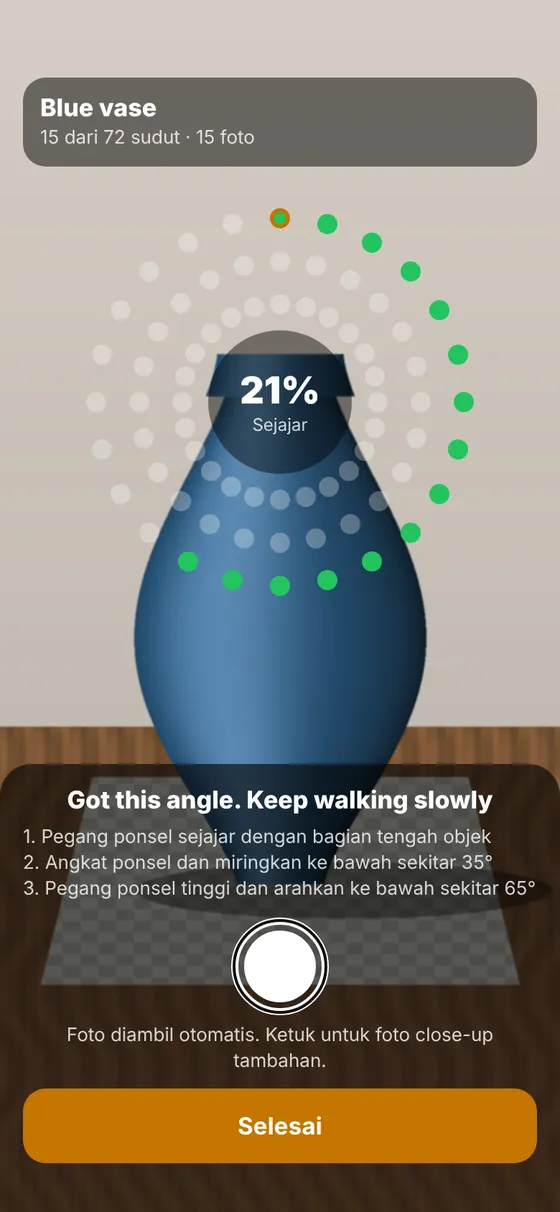 Blue vase
15 dari 72 sudut · 15 foto
21%
Sejajar
Got this angle. Keep walking slowly
1. Pegang ponsel sejajar dengan bagian tengah objek
2. Angkat ponsel dan miringkan ke bawah sekitar 35°
3. Pegang ponsel tinggi dan arahkan ke bawah sekitar 65°
Foto diambil otomatis. Ketuk untuk foto close-up
tambahan.
Selesai